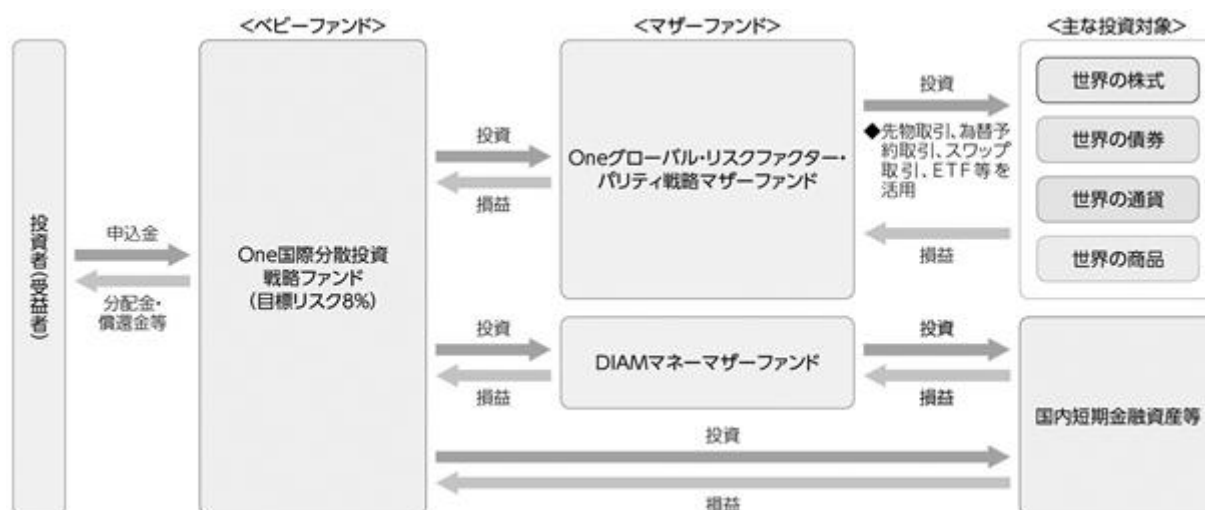 <ベビーファンド>
<マザーファンド>
<主な投資対象>
投資者(受益者)
申込金
分配金・
償還金等
One国際分散投資
戦略ファンド
(目標リスク8%)
投資
損益
Oneグローバル・リスクファクター・
パリティ戦略マザーファンド
投資
◆先物取引、為替予
約取引、スワップ
取引、ETF等を
活用
損益
世界の株式
世界の債券
世界の通貨
世界の商品
投資
損益
DIAMマネーマザーファンド
投資
損益
国内短期金融資産等
投資
損益